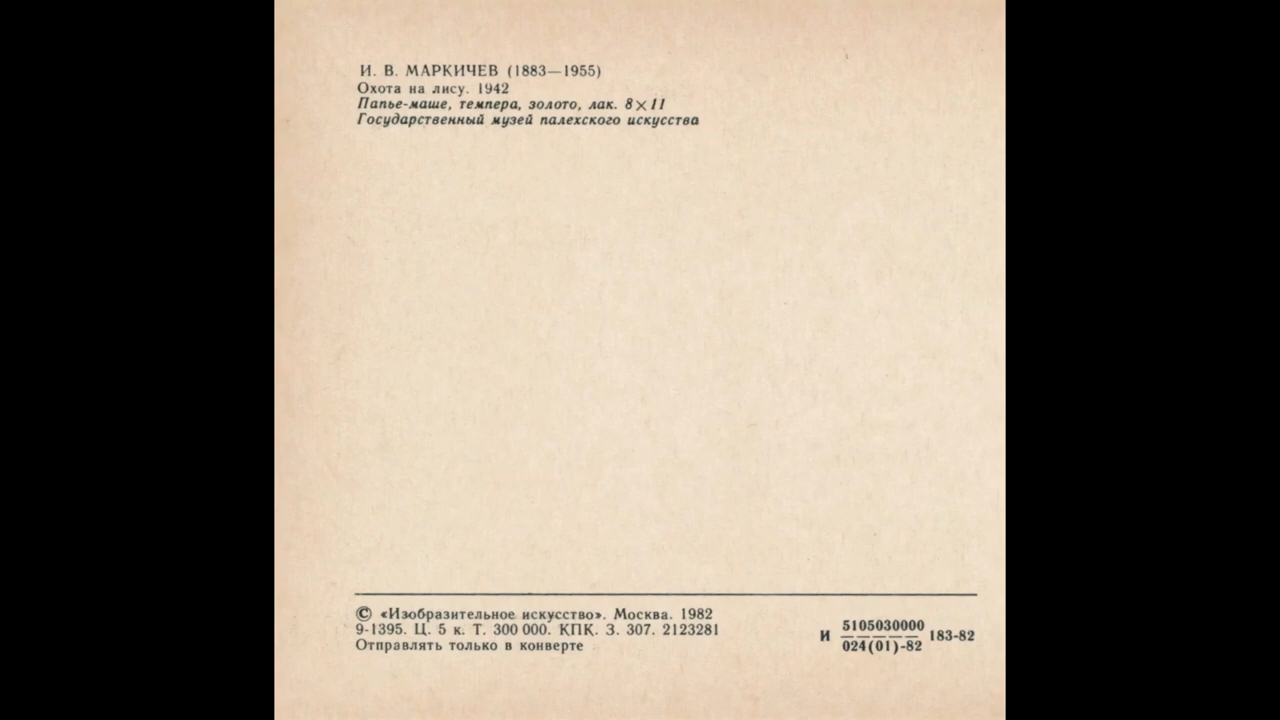 И. В. МАРКИЧЕВ (1883—1955)
Охота на лису. 1942
Папье-маше, темпера, золото, лак. 8×11
Государственный музей палехского искусства
© «Изобразительное искусство». Москва. 1982
9-1395. Ц. 5 к. Т. 300 000. КПК. З. 307. 2123281
Отправлять только в конверте
5105030000
И ————— 183-82
024(01)-82